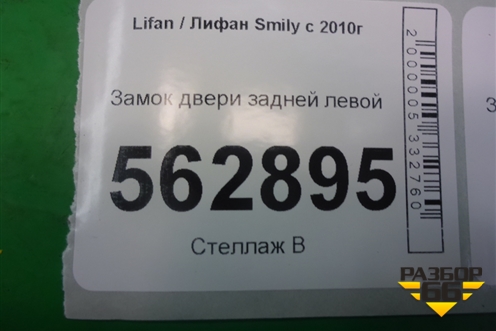 Lifan / Лифан Smily с 2010г
Замок двери задней левой
562895
Стеллаж В
2000005332760
З
РАЗБОР
66